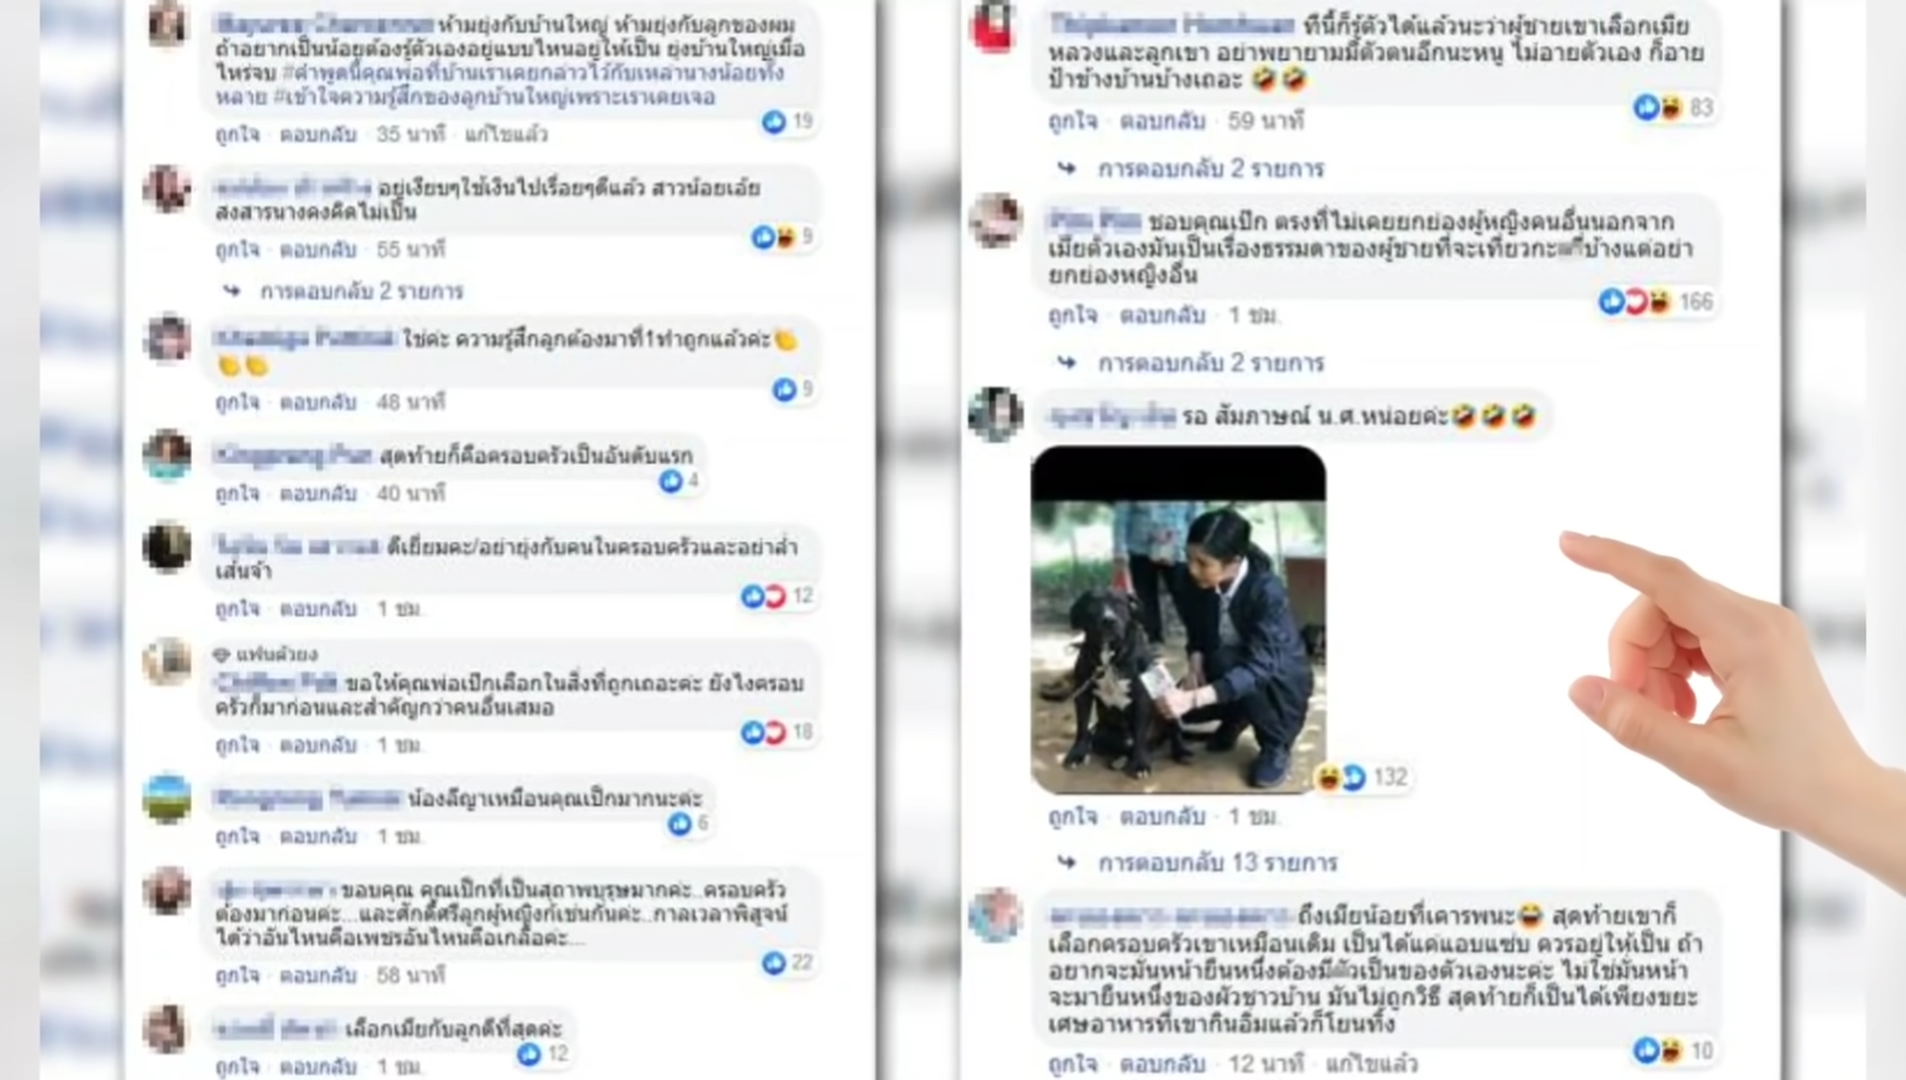 ห้ามยุ่งกับบ้านใหญ่ ห้ามยุ่งกับลูกของผม
ถ้าอยากเป็นน้อยต้องรู้ตัวเองอยู่แบบไหนอยู่ให้เป็น ยุ่งบ้านใหญ่เมื่อ
ไหร่จบ #คำพูดนี้คุณพ่อที่บ้านเราเคยกล่าวไว้กับเหล่านางน้อยทั้ง
หลาย #เข้าใจความรู้สึกของลูกบ้านใหญ่เพราะเราเคยเจอ
19
ถูกใจ · ตอบกลับ · 35 นาที · แก้ไขแล้ว
อยู่เงียบๆใช้เงินไปเรื่อยๆดีแล้ว สาวน้อยเอ้ย
สงสารนางคงคิดไม่เป็น
9
ถูกใจ · ตอบกลับ · 55 นาที
การตอบกลับ 2 รายการ
ใช่ค่ะ ความรู้สึกลูกต้องมาที่1ทำถูกแล้วค่ะ👏
👏👏
9
ถูกใจ · ตอบกลับ · 48 นาที
สุดท้ายก็คือครอบครัวเป็นอันดับแรก
4
ถูกใจ · ตอบกลับ · 40 นาที
ดีเยี่ยมคะ/อย่ายุ่งกับคนในครอบครัวและอย่าล้ำ
เส้นจ้า
12
ถูกใจ · ตอบกลับ · 1 ชม.
แฟนตัวยง
ขอให้คุณพ่อเป๊กเลือกในสิ่งที่ถูกเถอะค่ะ ยังไงครอบ
ครัวก็มาก่อนและสำคัญกว่าคนอื่นเสมอ
18
ถูกใจ · ตอบกลับ · 1 ชม.
น้องลีญาเหมือนคุณเป๊กมากนะค่ะ
6
ถูกใจ · ตอบกลับ · 1 ชม.
ขอบคุณ คุณเป๊กที่เป็นสุภาพบุรุษมากค่ะ..ครอบครัว
ต้องมาก่อนค่ะ....และศักดิ์ศรีลูกผู้หญิงก็เช่นกันค่ะ..กาลเวลาพิสูจน์
ได้ว่าอันไหนคือเพชรอันไหนคือเกลือค่ะ...
22
ถูกใจ · ตอบกลับ · 58 นาที
เลือกเมียกับลูกดีที่สุดค่ะ
12
ถูกใจ · ตอบกลับ · 1 ชม.
ทีนี้ก็รู้ตัวได้แล้วนะว่าผู้ชายเขาเลือกเมีย
หลวงและลูกเขา อย่าพยายามมีตัวตนอีกนะหนู ไม่อายตัวเอง ก็อาย
ป้าข้างบ้านบ้างเถอะ 🤣🤣
83
ถูกใจ · ตอบกลับ · 59 นาที
การตอบกลับ 2 รายการ
ชอบคุณเป๊ก ตรงที่ไม่เคยยกย่องผู้หญิงคนอื่นนอกจาก
เมียตัวเองมันเป็นเรื่องธรรมดาของผู้ชายที่จะเที่ยวกะ บ้างแต่อย่า
ยกย่องหญิงอื่น
166
ถูกใจ · ตอบกลับ · 1 ชม.
การตอบกลับ 2 รายการ
รอ สัมภาษณ์ น.ศ.หน่อยค่ะ🤣🤣🤣
132
ถูกใจ · ตอบกลับ · 1 ชม.
การตอบกลับ 13 รายการ
ถึงเมียน้อยที่เคารพนะ😂 สุดท้ายเขาก็
เลือกครอบครัวเขาเหมือนเดิม เป็นได้แค่แอบแซ่บ ควรอยู่ให้เป็น ถ้า
อยากจะมั่นหน้ายืนหนึ่งต้องมีผัวเป็นของตัวเองนะค่ะ ไม่ใช่มั่นหน้า
จะมายืนหนึ่งของผัวชาวบ้าน มันไม่ถูกวิธี สุดท้ายก็เป็นได้เพียงขยะ
เศษอาหารที่เขากินอิ่มแล้วก็โยนทิ้ง
10
ถูกใจ · ตอบกลับ · 12 นาที · แก้ไขแล้ว